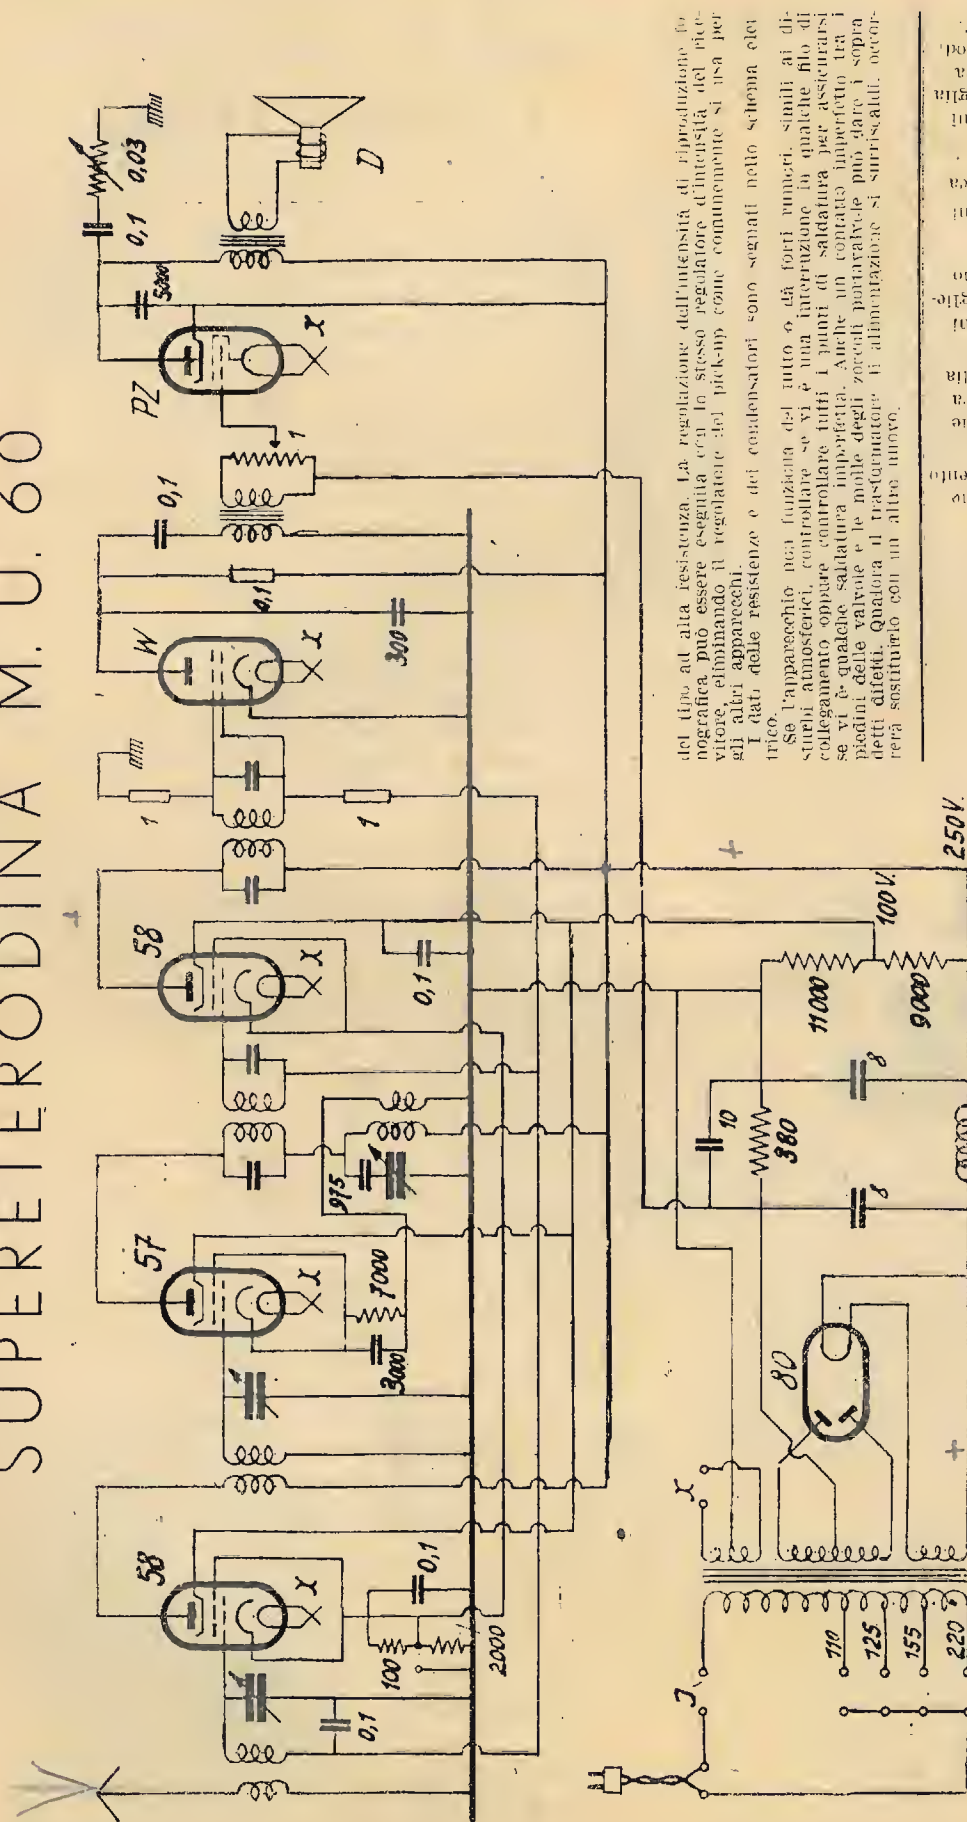 SUPERETERODINA M. U. 60
58
57
58
W
PZ
D
0,1
0,03
5000
0,1
1
0,1
300
1
1
X
X
X
X
X
0,1
975
7000
3000
0,1
100
2000
0,1
10
380
8
8
11000
9000
100V.
250V.
80
X
J
110
125
155
220
del tipo ad alta resistenza. La regolazione dell'intensità di riproduzione fo
nografica può essere eseguita con lo stesso regolatore d'intensità del rice-
vitore, eliminando il regolatore del pick-up come comunemente si usa per
gli altri apparecchi.
I dati delle resistenze e dei condensatori sono segnati nello schema elet
trico.
Se l'apparecchio non funziona del tutto o dà forti rumori, simili ai di-
sturbi atmosferici, controllare se vi è una interruzione in qualche filo di
collegamento oppure controllare tutti i punti di saldatura per assicurarsi
se vi è qualche saldatura imperfetta. Anche un contatto imperfetto tra i
piedini delle valvole e le molle degli zoccoli portavalvole può dare i sopra-
detti difetti. Qualora il trasformatore di alimentazione si surriscaldi, occor-
rerà sostituirlo con un altro nuovo.